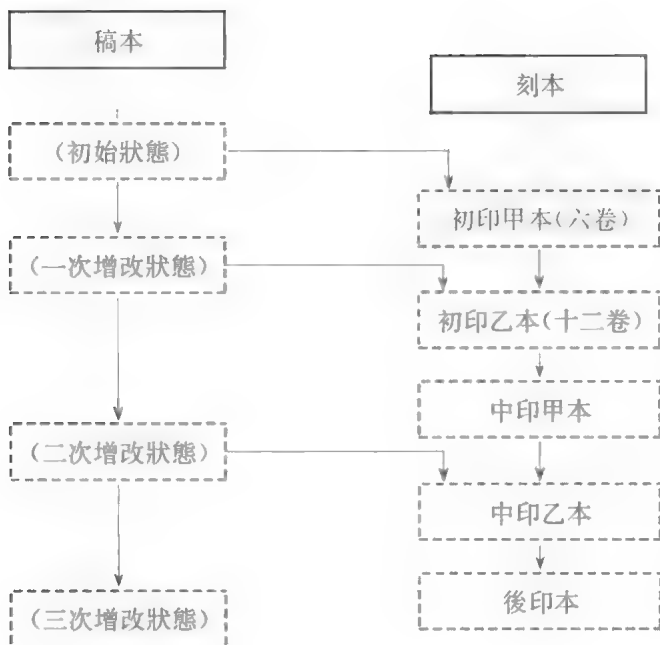 稿本
刻本
(初始狀態)
初印甲本(六卷)
(一次增改狀態)
初印乙本(十二卷)
中印甲本
(二次增改狀態)
中印乙本
後印本
(三次增改狀態)